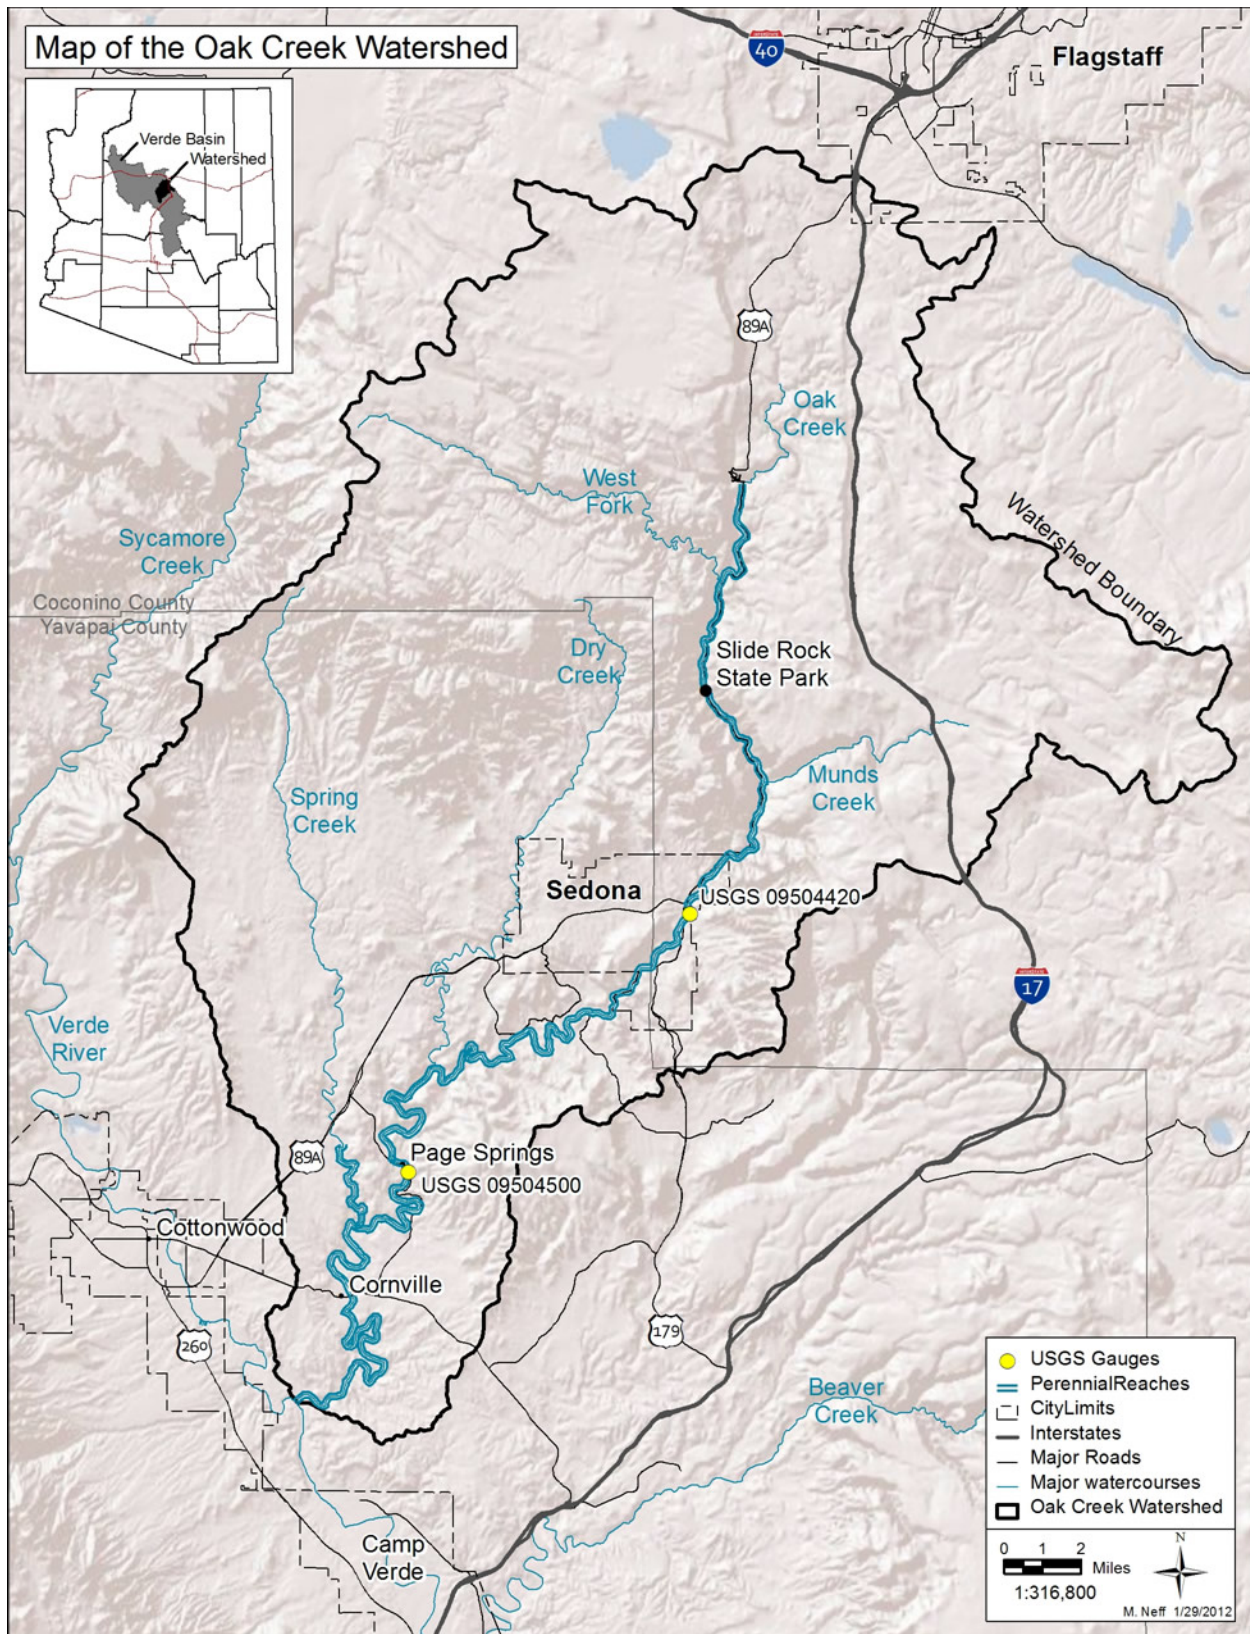 Map of the Oak Creek Watershed
Verde Basin
Watershed
INTERSTATE
40
Flagstaff
89A
Oak
Creek
West
Fork
Sycamore
Creek
Watershed Boundary
Coconino County
Yavapai County
Dry
Creek
Slide Rock
State Park
Spring
Creek
Munds
Creek
Sedona
USGS 09504420
INTERSTATE
17
Verde
River
89A
Page Springs
USGS 09504500
Cottonwood
Cornville
260
179
Beaver
Creek
Camp
Verde
USGS Gauges
PerennialReaches
CityLimits
Interstates
Major Roads
Major watercourses
Oak Creek Watershed
0 1 2
Miles
1:316,800
N
M. Neff 1/29/2012